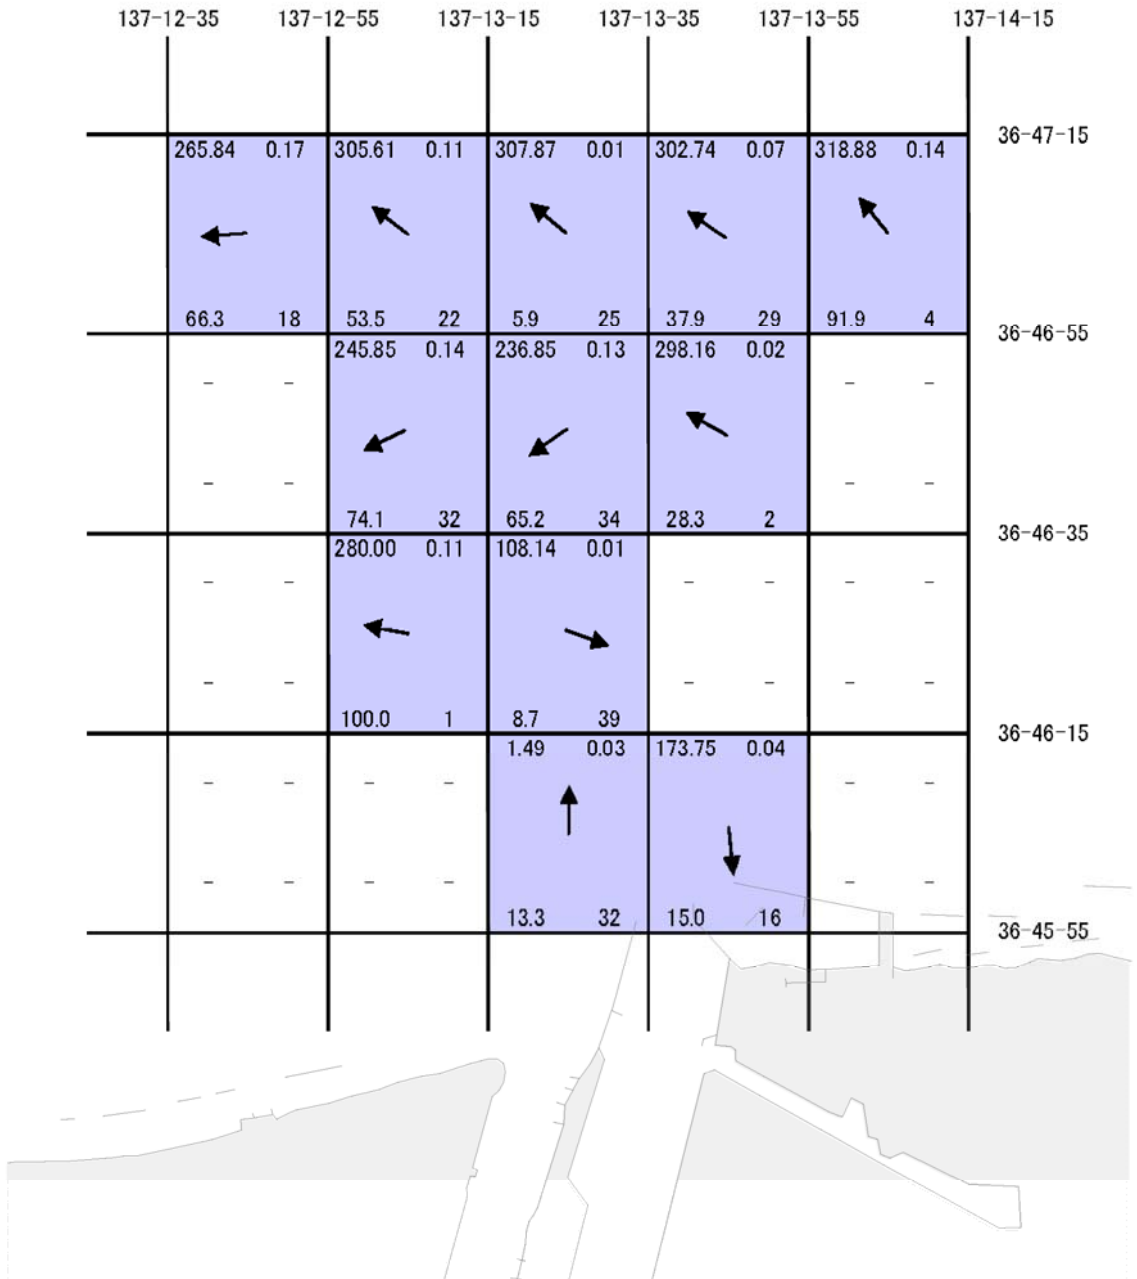 137-12-35 137-12-55 137-13-15 137-13-35 137-13-55 137-14-15
36-47-15
265.84 0.17 305.61 0.11 307.87 0.01 302.74 0.07 318.88 0.14
66.3 18 53.5 22 5.9 25 37.9 29 91.9 4
36-46-55
245.85 0.14 236.85 0.13 298.16 0.02
- - - -
- - - -
74.1 32 65.2 34 28.3 2
36-46-35
280.00 0.11 108.14 0.01
- - - - - -
- - - - - -
100.0 1 8.7 39
36-46-15
1.49 0.03 173.75 0.04
- - - - - -
- - - - - -
13.3 32 15.0 16
36-45-55